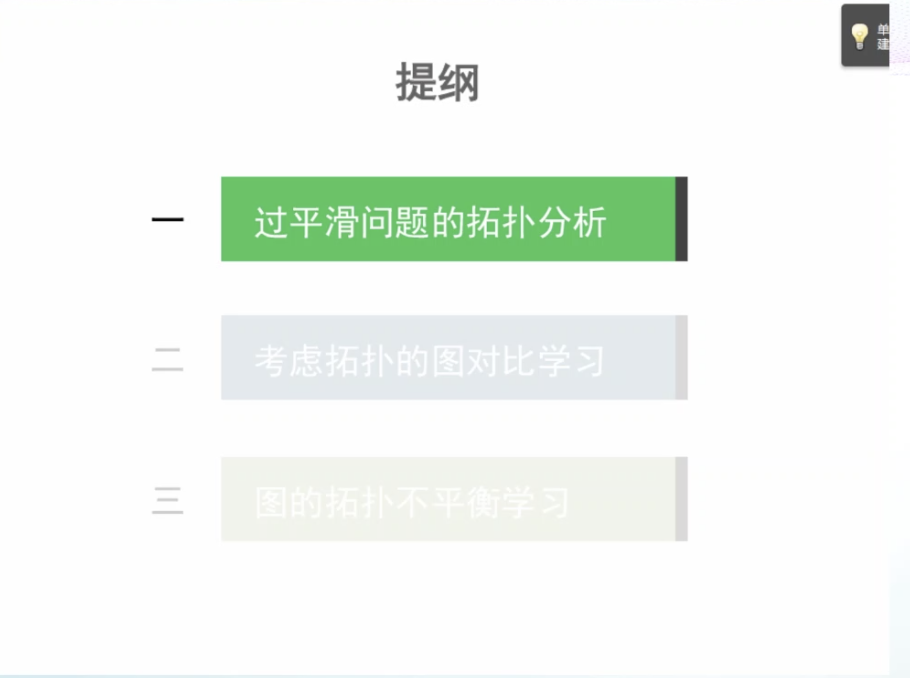 提纲
一
过平滑问题的拓扑分析
二
考虑拓扑的图对比学习
三
图的拓扑不平衡学习
单
建